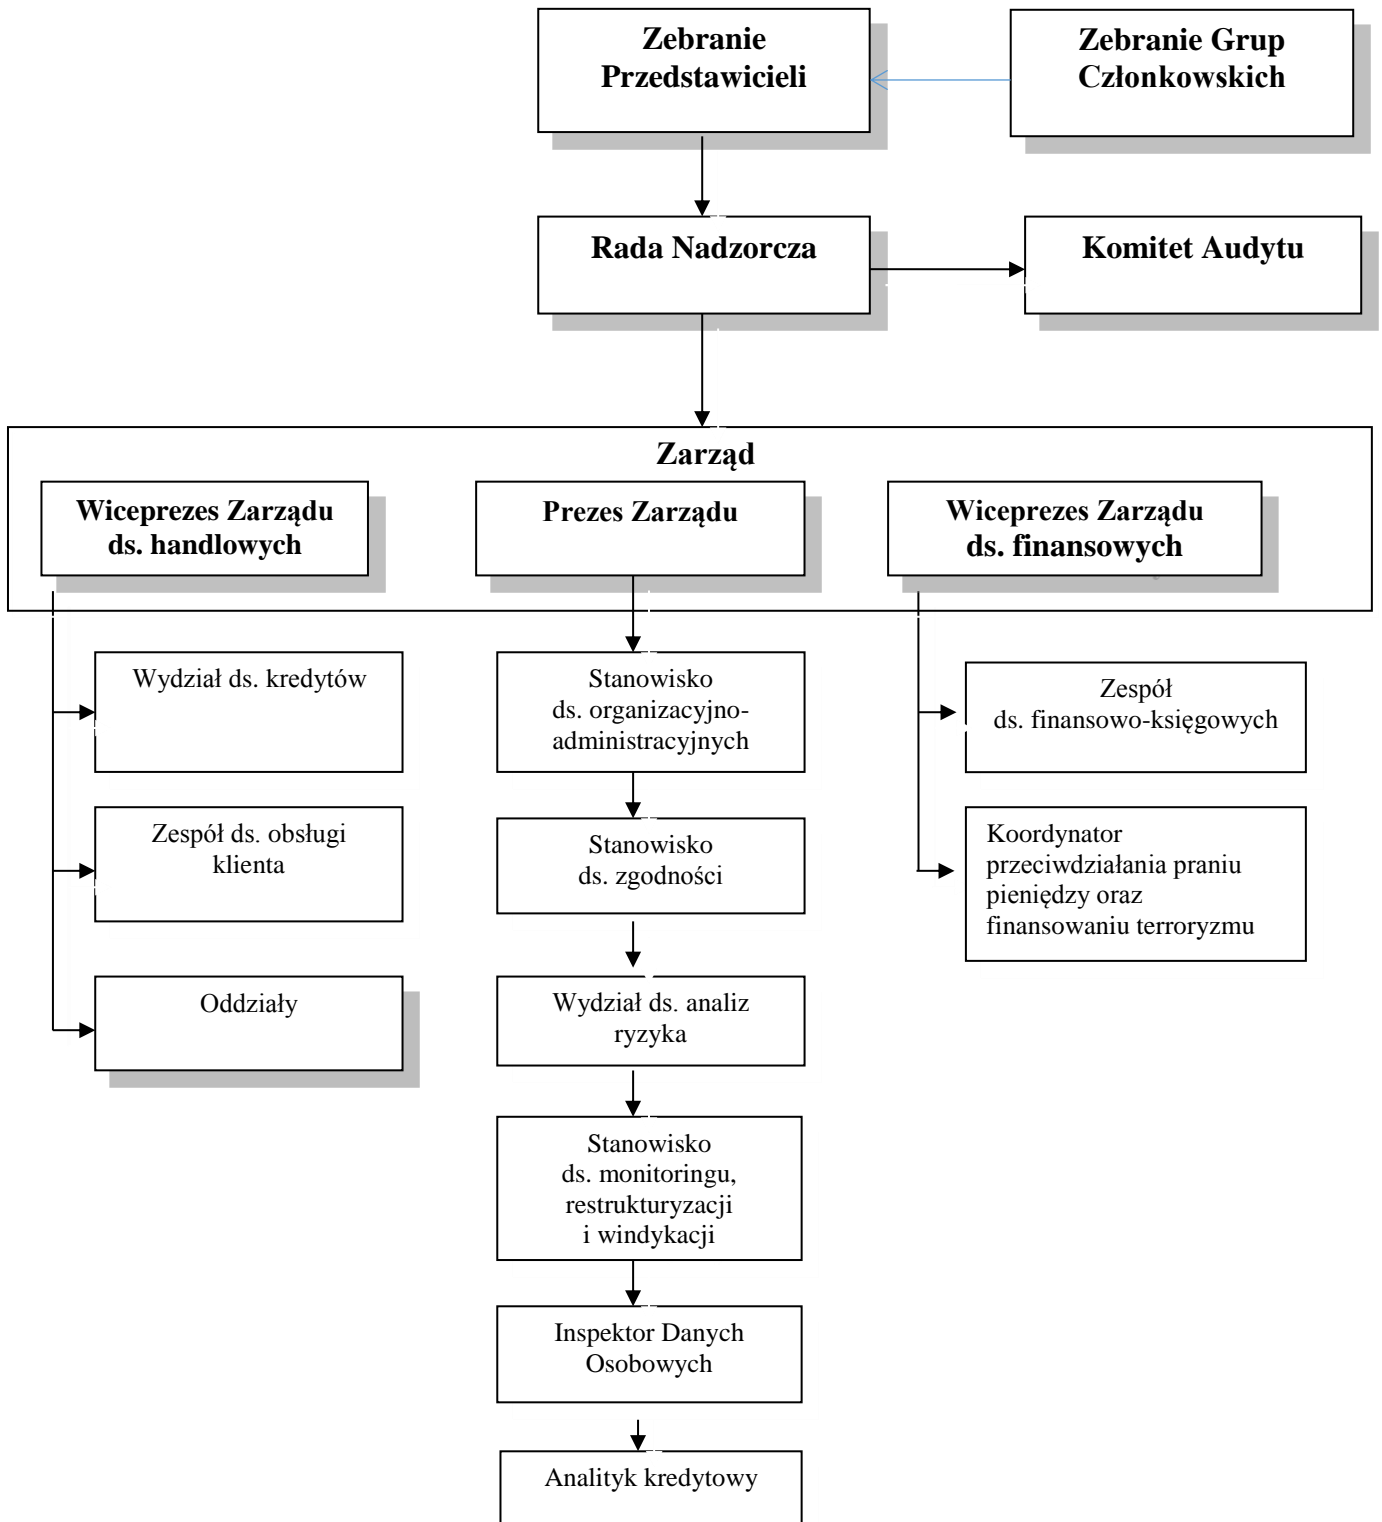 Zebranie
Przedstawicieli
Zebranie Grup
Członkowskich
Rada Nadzorcza
Komitet Audytu
Zarząd
Wiceprezes Zarządu
ds. handlowych
Prezes Zarządu
Wiceprezes Zarządu
ds. finansowych
Wydział ds. kredytów
Zespół ds. obsługi
klienta
Oddziały
Stanowisko
ds. organizacyjno-
administracyjnych
Stanowisko
ds. zgodności
Wydział ds. analiz
ryzyka
Stanowisko
ds. monitoringu,
restrukturyzacji
i windykacji
Inspektor Danych
Osobowych
Analityk kredytowy
Zespół
ds. finansowo-księgowych
Koordynator
przeciwdziałania praniu
pieniędzy oraz
finansowaniu terroryzmu